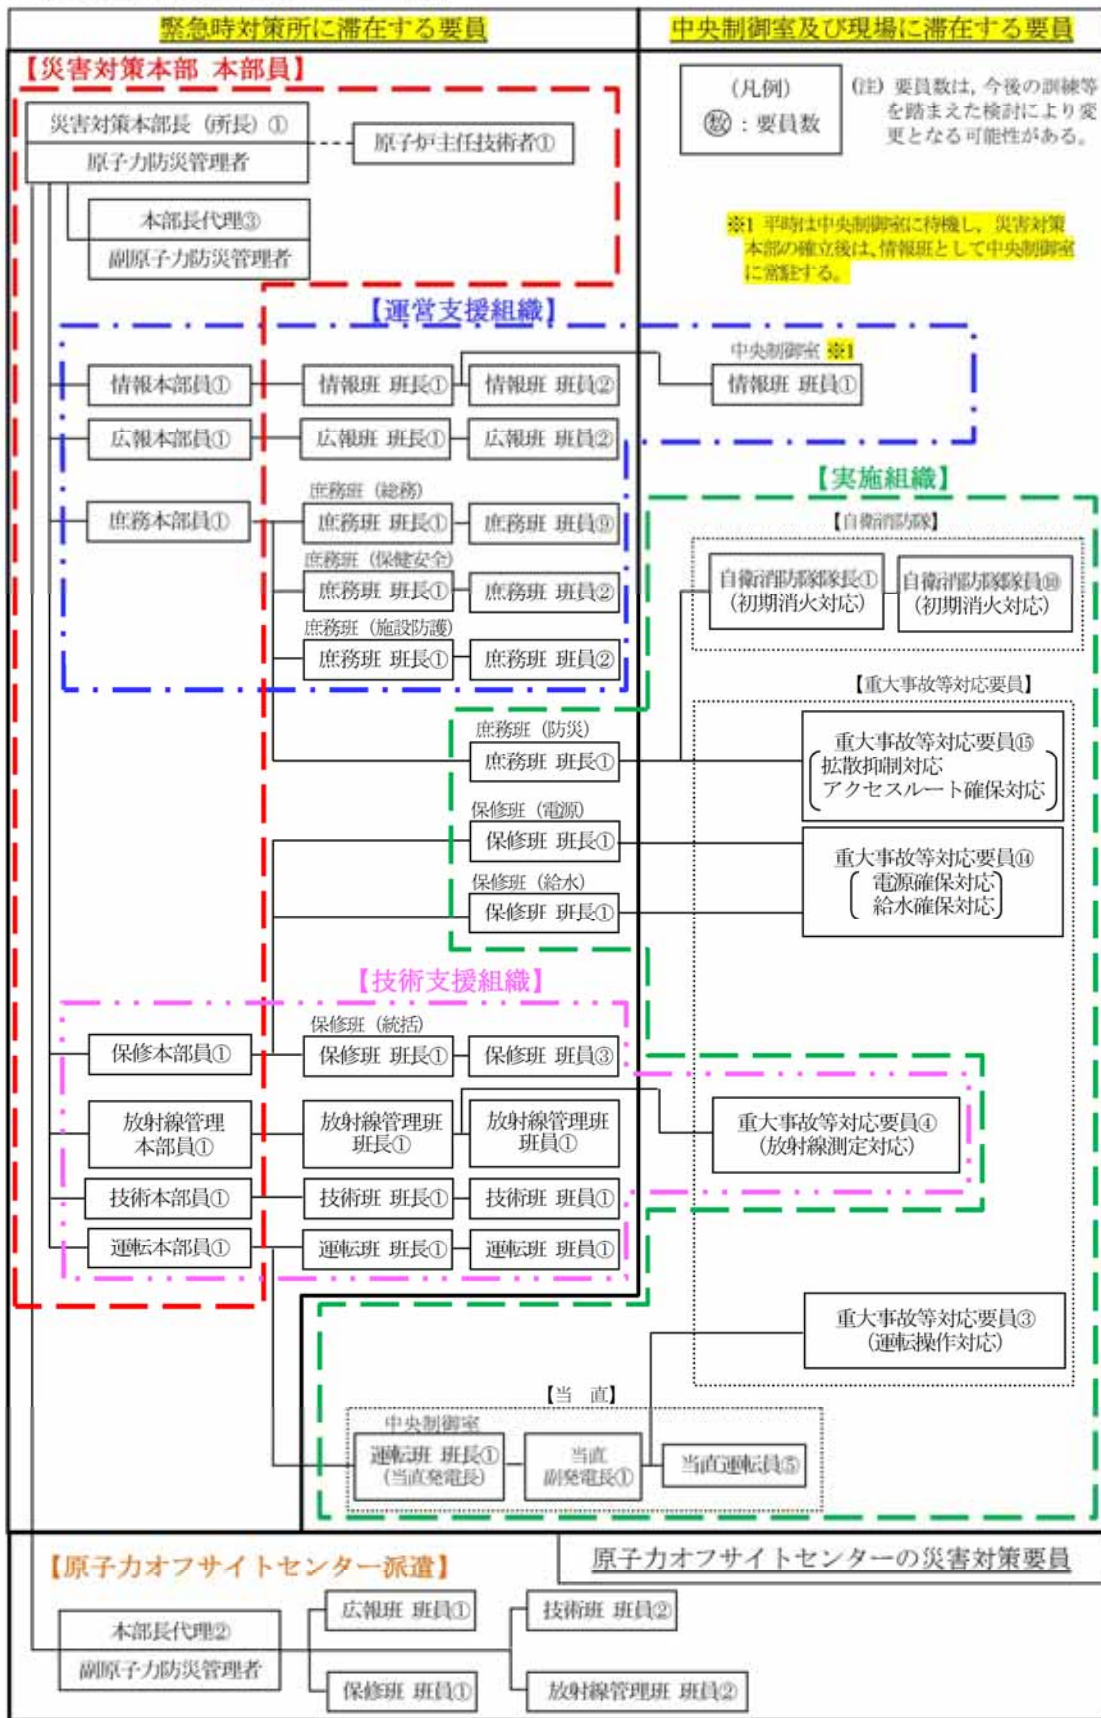 緊急時対策所に滞在する要員
中央制御室及び現場に滞在する要員
【災害対策本部 本部員】
災害対策本部長（所長）①
原子力防災管理者
原子炉主任技術者①
本部長代理③
副原子力防災管理者
（凡例）
㊝：要員数
（注）要員数は，今後の訓練等
を踏まえた検討により変
更となる可能性がある。
※1 平時は中央制御室に待機し，災害対策
本部の確立後は，情報班として中央制御室
に常駐する。
【運営支援組織】
情報本部員①
情報班 班長①
情報班 班員②
中央制御室 ※1
情報班 班員①
広報本部員①
広報班 班長①
広報班 班員②
庶務本部員①
庶務班（総務）
庶務班 班長①
庶務班 班員⑨
庶務班（保健安全）
庶務班 班長①
庶務班 班員②
庶務班（施設防護）
庶務班 班長①
庶務班 班員②
【実施組織】
【自衛消防隊】
自衛消防隊隊長①
（初期消火対応）
自衛消防隊隊員⑩
（初期消火対応）
【重大事故等対応要員】
庶務班（防災）
庶務班 班長①
重大事故等対応要員⑮
拡散抑制対応
アクセスルート確保対応
保修班（電源）
保修班 班長①
保修班（給水）
保修班 班長①
重大事故等対応要員⑭
電源確保対応
給水確保対応
【技術支援組織】
保修本部員①
保修班（統括）
保修班 班長①
保修班 班員③
放射線管理
本部員①
放射線管理班
班長①
放射線管理班
班員①
重大事故等対応要員④
（放射線測定対応）
技術本部員①
技術班 班長①
技術班 班員①
運転本部員①
運転班 班長①
運転班 班員①
重大事故等対応要員③
（運転操作対応）
【当 直】
中央制御室
運転班 班長①
（当直発電長）
当直
副発電長①
当直運転員⑤
【原子力オフサイトセンター派遣】
原子力オフサイトセンターの災害対策要員
本部長代理②
副原子力防災管理者
広報班 班員①
技術班 班員②
保修班 班員①
放射線管理班 班員②